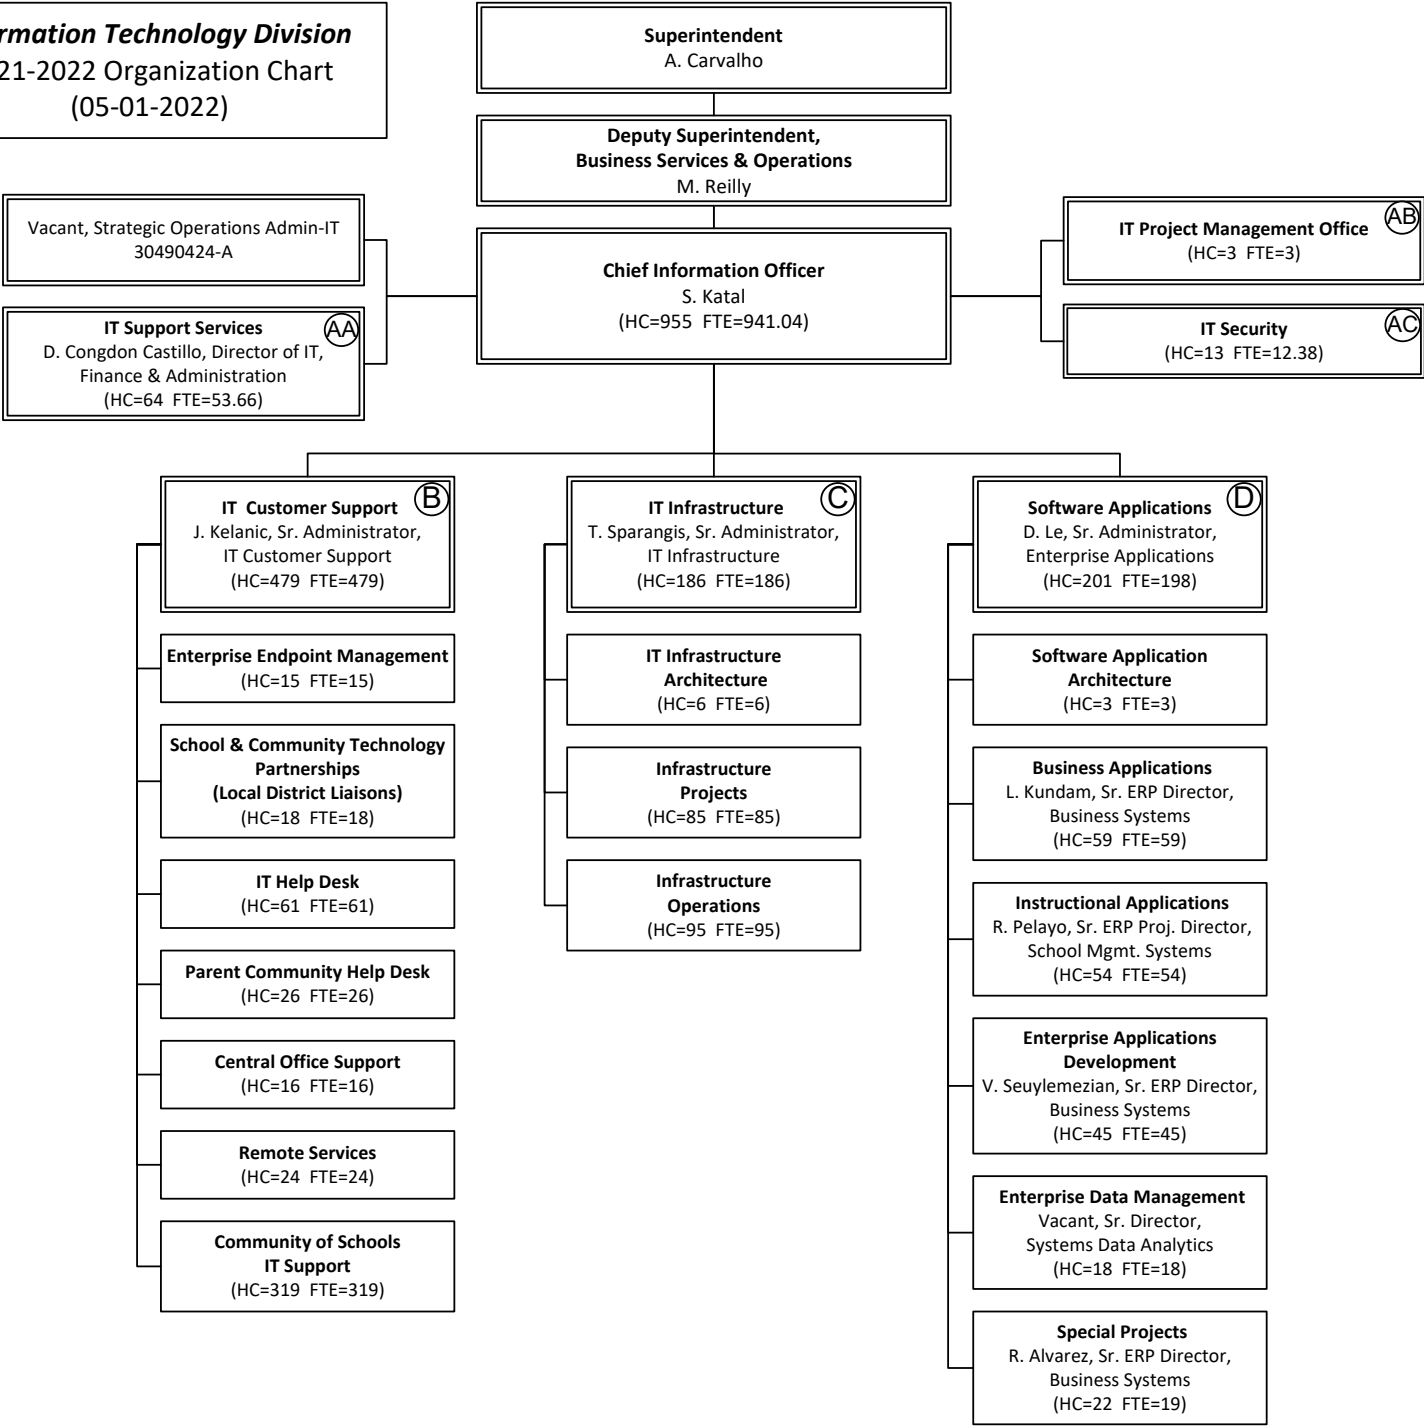 rmation Technology Division
21-2022 Organization Chart
(05-01-2022)
Superintendent
A. Carvalho
Deputy Superintendent,
Business Services & Operations
M. Reilly
Vacant, Strategic Operations Admin-IT
30490424-A
Chief Information Officer
S. Katal
(HC=955 FTE=941.04)
IT Project Management Office
(HC=3 FTE=3)
AB
IT Support Services
D. Congdon Castillo, Director of IT,
Finance & Administration
(HC=64 FTE=53.66)
AA
IT Security
(HC=13 FTE=12.38)
AC
IT Customer Support
J. Kelanic, Sr. Administrator,
IT Customer Support
(HC=479 FTE=479)
B
Enterprise Endpoint Management
(HC=15 FTE=15)
School & Community Technology
Partnerships
(Local District Liaisons)
(HC=18 FTE=18)
IT Help Desk
(HC=61 FTE=61)
Parent Community Help Desk
(HC=26 FTE=26)
Central Office Support
(HC=16 FTE=16)
Remote Services
(HC=24 FTE=24)
Community of Schools
IT Support
(HC=319 FTE=319)
IT Infrastructure
T. Sparangis, Sr. Administrator,
IT Infrastructure
(HC=186 FTE=186)
C
IT Infrastructure
Architecture
(HC=6 FTE=6)
Infrastructure
Projects
(HC=85 FTE=85)
Infrastructure
Operations
(HC=95 FTE=95)
Software Applications
D. Le, Sr. Administrator,
Enterprise Applications
(HC=201 FTE=198)
D
Software Application
Architecture
(HC=3 FTE=3)
Business Applications
L. Kundam, Sr. ERP Director,
Business Systems
(HC=59 FTE=59)
Instructional Applications
R. Pelayo, Sr. ERP Proj. Director,
School Mgmt. Systems
(HC=54 FTE=54)
Enterprise Applications
Development
V. Seuylemezian, Sr. ERP Director,
Business Systems
(HC=45 FTE=45)
Enterprise Data Management
Vacant, Sr. Director,
Systems Data Analytics
(HC=18 FTE=18)
Special Projects
R. Alvarez, Sr. ERP Director,
Business Systems
(HC=22 FTE=19)